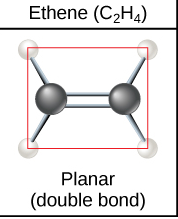 Ethene (C₂H₄)
Planar
(double bond)